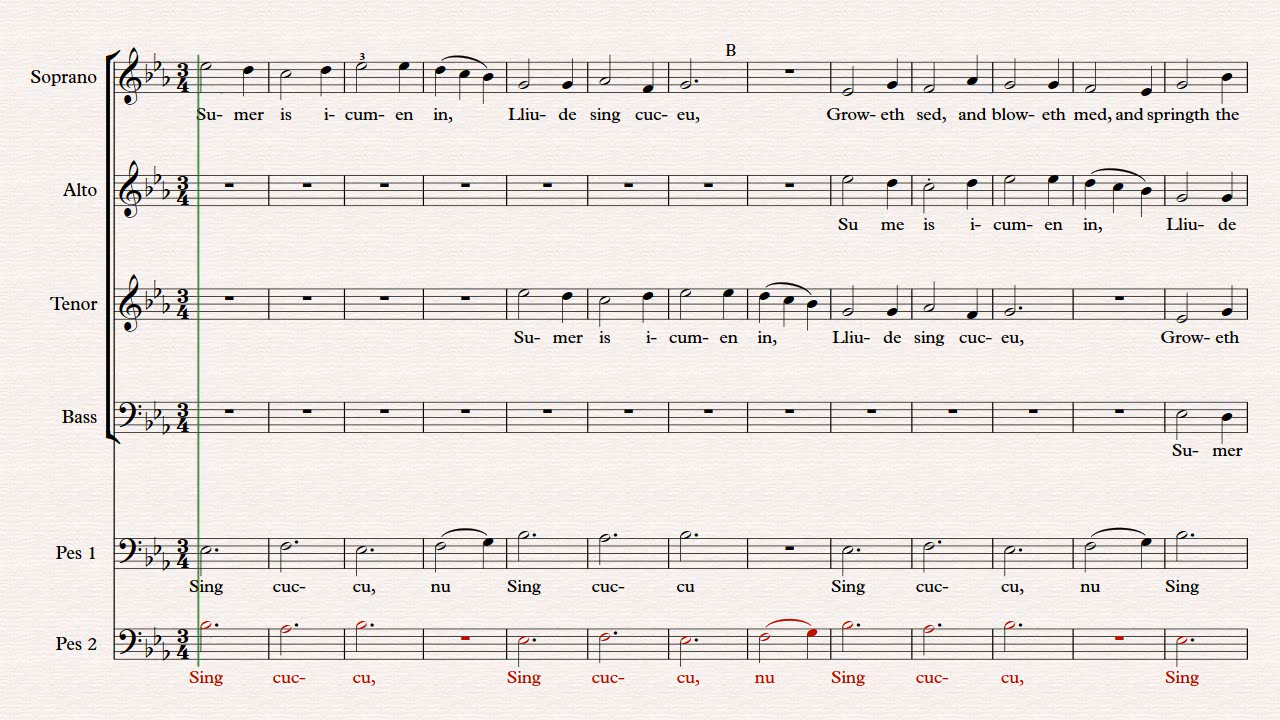 B
Soprano 3
Su- mer is i- cum- en in, Lliu- de sing cuc- eu, Grow- eth sed, and blow- eth med, and springth the
Alto
Su me is i- cum- en in, Lliu- de
Tenor
Su- mer is i- cum- en in, Lliu- de sing cuc- eu, Grow- eth
Bass
Su- mer
Pes 1
Sing cuc- cu, nu Sing cuc- cu Sing cuc- cu, nu Sing
Pes 2
Sing cuc- cu, Sing cuc- cu, nu Sing cuc- cu, Sing